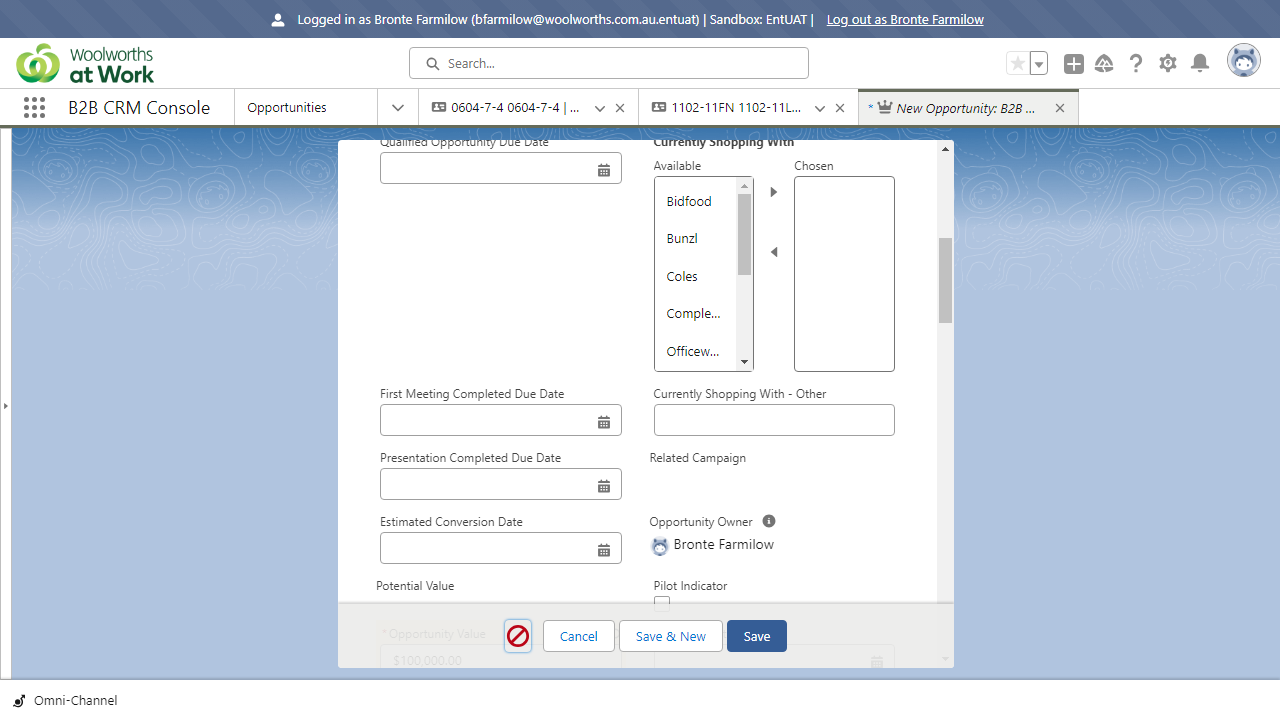 Logged in as Bronte Farmilow (bfarmilow@woolworths.com.au.entuat) | Sandbox: EntUAT | Log out as Bronte Farmilow
Woolworths
at Work
Search...
B2B CRM Console
Opportunities
0604-7-4 0604-7-4 | ...
1102-11FN 1102-11L...
* New Opportunity: B2B ...
Qualified Opportunity Due Date
Currently Shopping With
Available
Chosen
Bidfood
Bunzl
Coles
Comple...
Officew...
First Meeting Completed Due Date
Currently Shopping With - Other
Presentation Completed Due Date
Related Campaign
Estimated Conversion Date
Opportunity Owner
Bronte Farmilow
Potential Value
Pilot Indicator
*Opportunity Value
$100,000.00
Cancel
Save & New
Save
Omni-Channel